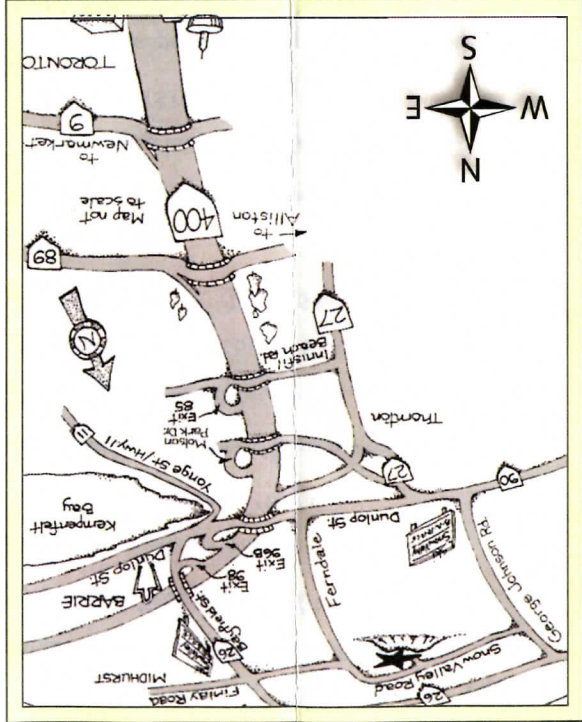 26
Finlay Road
MIDHURST
Snow Valley Road
George Johnson Rd.
Ferndale
26
Bayfield St.
BARRIE
Exit
98
Exit
96B
Dunlop St.
Dunlop St.
Kempenfelt
Bay
90
27
Yonge St/Hwy 11
11
Molson
Park Dr.
Exit
85
Thornton
N
Innisfil
Beach Rd.
27
89
to
Alliston
400
Map not
to scale
to
Newmarket
9
N
W
E
S
TORONTO